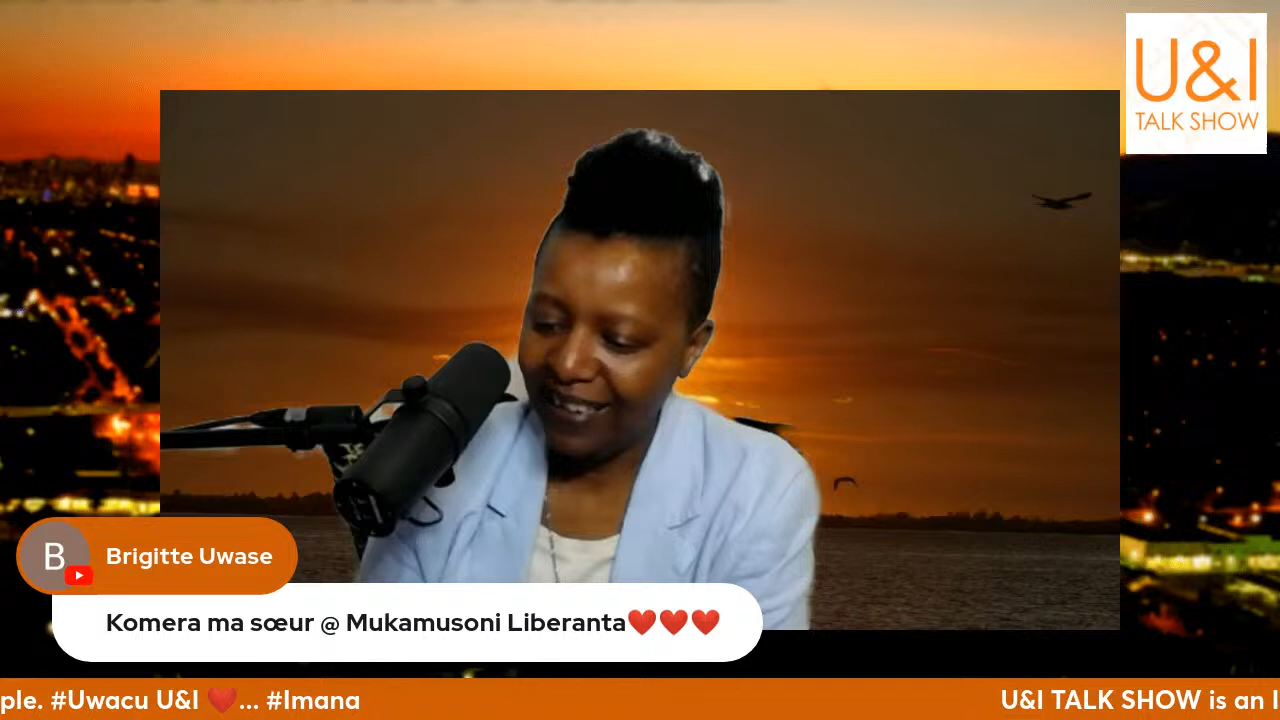 U&I
TALK SHOW
B
Brigitte Uwase
Komera ma sœur @ Mukamusoni Liberanta❤️❤️❤️
ple. #Uwacu U&I ❤️... #Imana
U&I TALK SHOW is an I